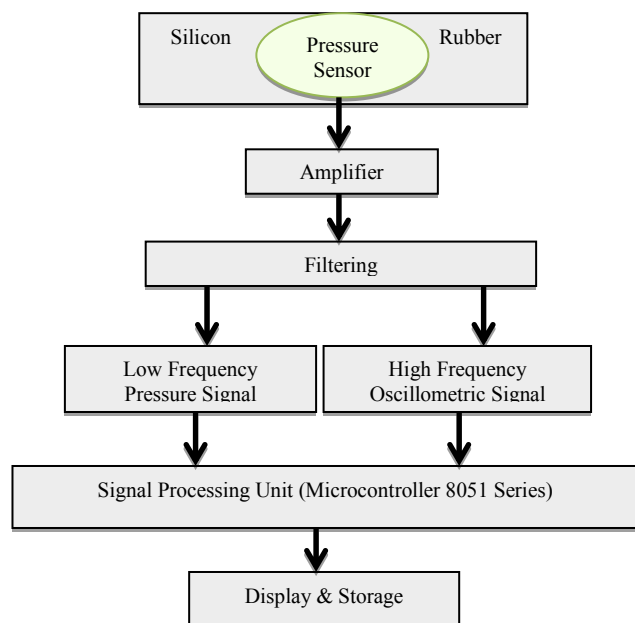 Silicon Pressure Rubber
Sensor
Amplifier
Filtering
Low Frequency
Pressure Signal
High Frequency
Oscillometric Signal
Signal Processing Unit (Microcontroller 8051 Series)
Display & Storage